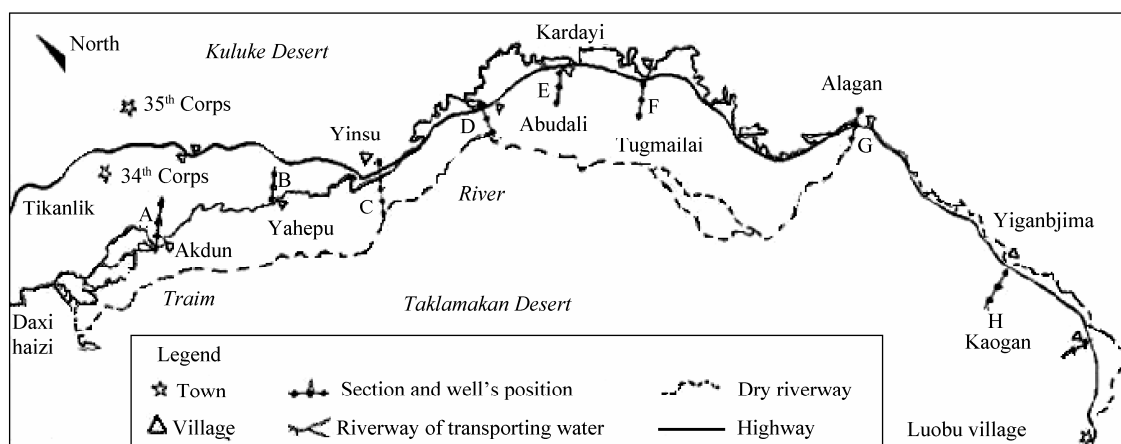 North
Kuluke Desert
Kardayi
35th Corps
Alagan
E
F
Yinsu
D
Abudali
G
34th Corps
Tugmailai
B
Tikanlik
River
A
C
Yahepu
Yiganbjima
Akdun
Traim
Taklamakan Desert
H
Daxi
haizi
Kaogan
Legend
Town
Section and well's position
Dry riverway
Village
Riverway of transporting water
Highway
Luobu village